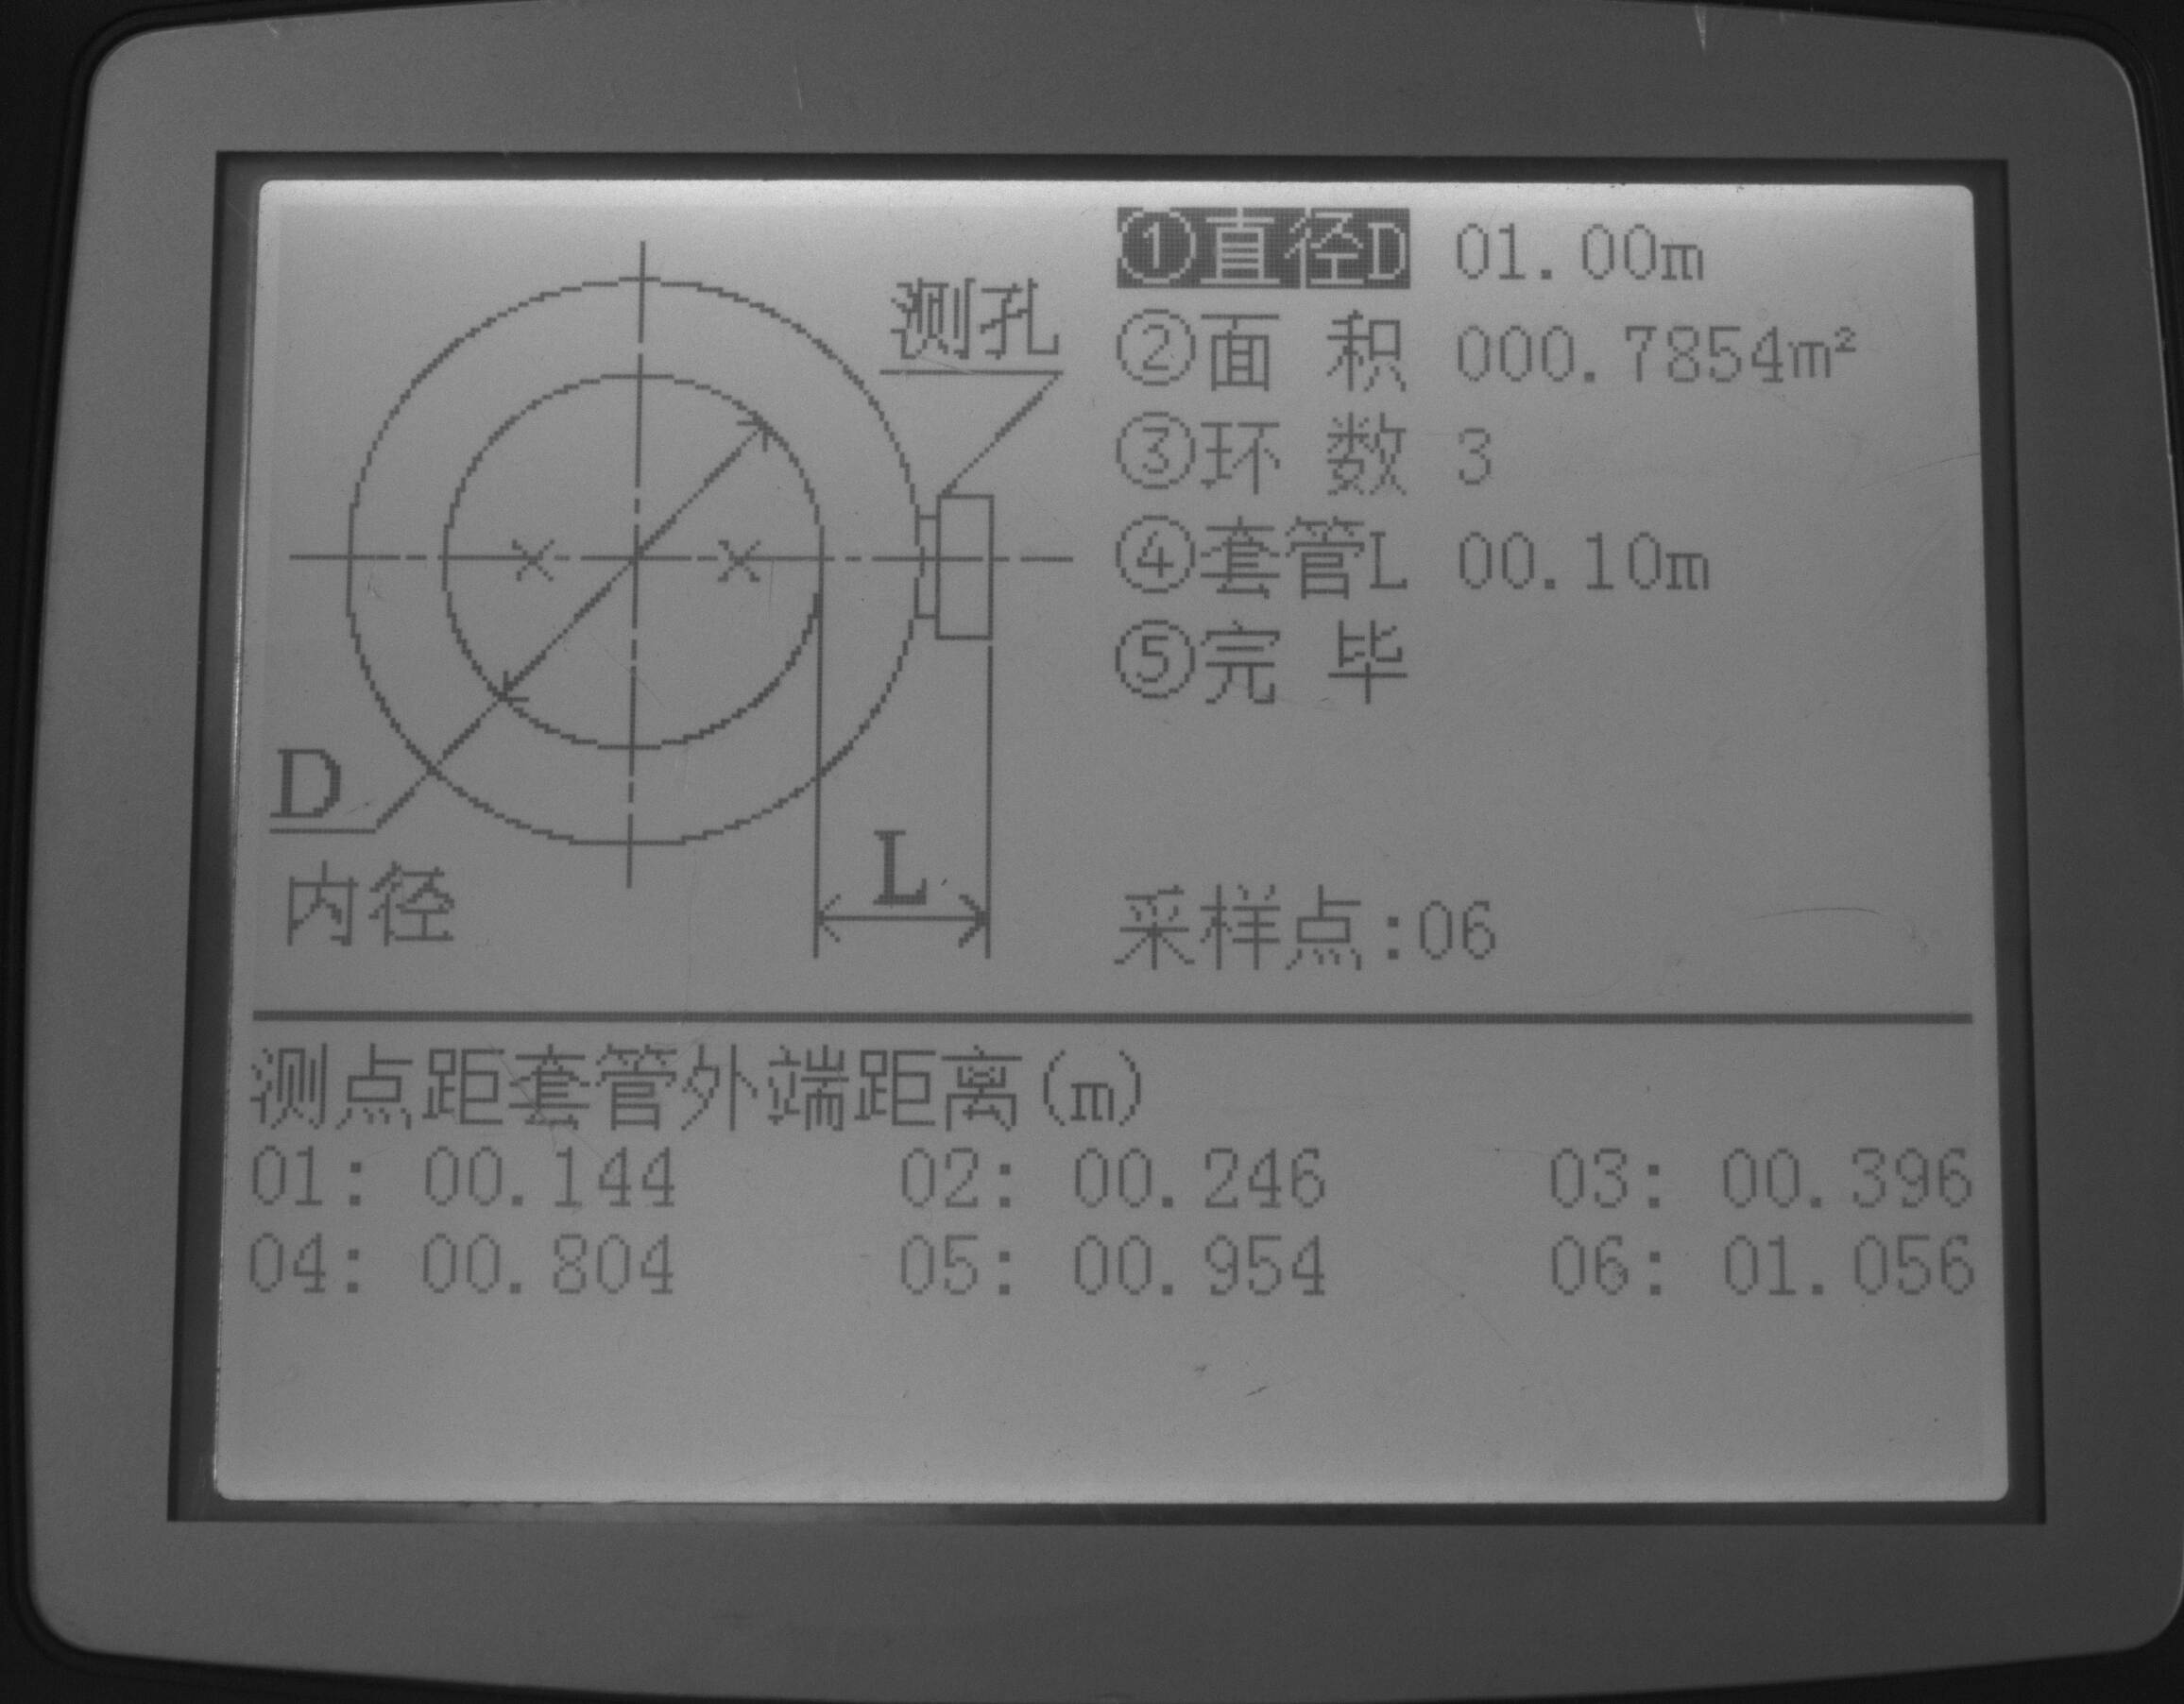 测孔
D
内径
L
①直径D 01.00m
②面 积 000.7854m²
③环 数 3
④套管L 00.10m
⑤完 毕
采样点:06
测点距套管外端距离(m)
01: 00.144 02: 00.246 03: 00.396
04: 00.804 05: 00.954 06: 01.056